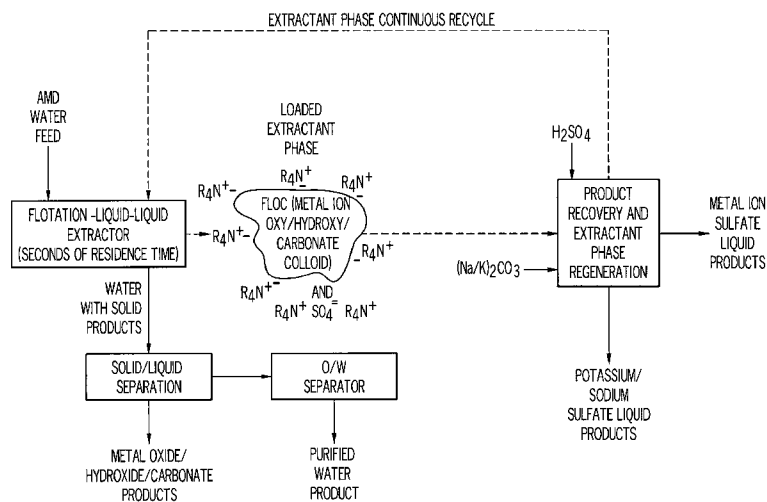 EXTRACTANT PHASE CONTINUOUS RECYCLE
AMD
WATER
FEED
LOADED
EXTRACTANT
PHASE
FLOTATION -LIQUID-LIQUID
EXTRACTOR
(SECONDS OF RESIDENCE TIME)
R₄N⁺-
R₄N⁺
-
R₄N⁺
-
R₄N⁺-
FLOC (METAL ION
OXY/HYDROXY/
CARBONATE
COLLOID)
-R₄N⁺
R₄N⁺-
-R₄N⁺
AND
R₄N⁺ SO₄⁼ R₄N⁺
H₂SO₄
(Na/K)₂CO₃
PRODUCT
RECOVERY AND
EXTRACTANT
PHASE
REGENERATION
METAL ION
SULFATE
LIQUID
PRODUCTS
WATER
WITH SOLID
PRODUCTS
SOLID/LIQUID
SEPARATION
O/W
SEPARATOR
METAL OXIDE/
HYDROXIDE/CARBONATE
PRODUCTS
PURIFIED
WATER
PRODUCT
POTASSIUM/
SODIUM
SULFATE LIQUID
PRODUCTS